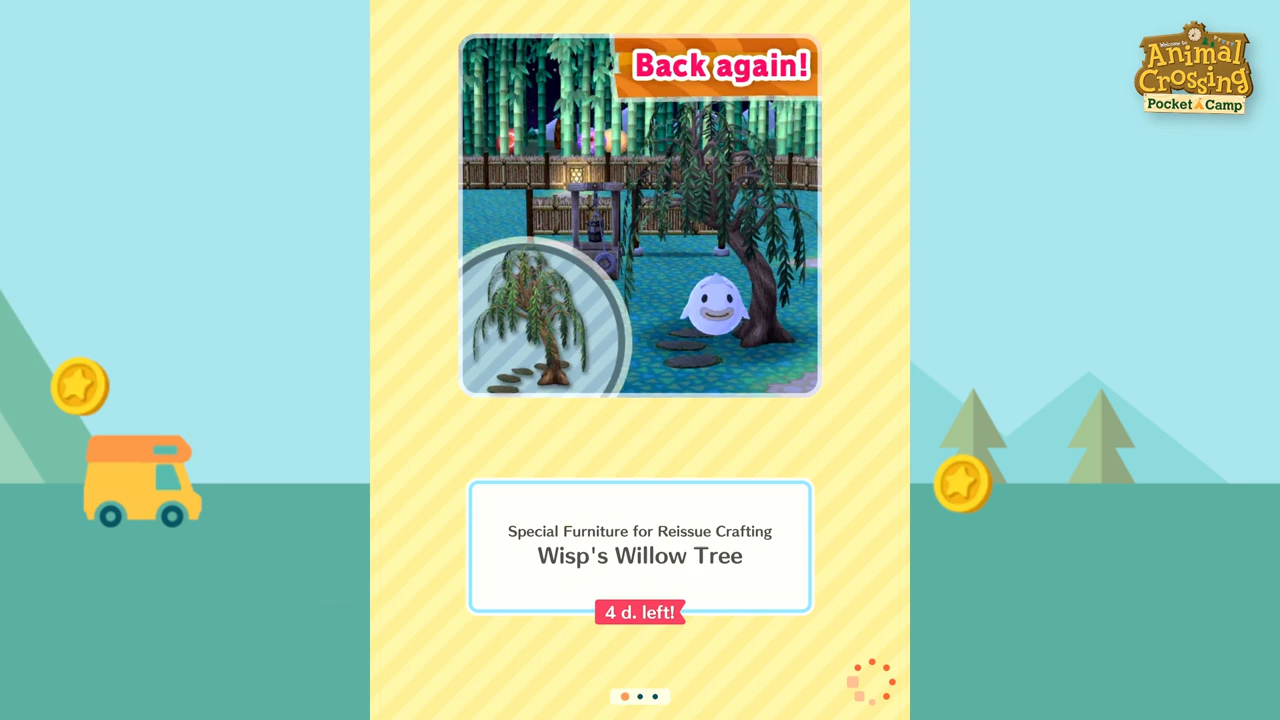 Back again!
Welcome to
Animal
Crossing
Pocket Camp
Special Furniture for Reissue Crafting
Wisp's Willow Tree
4 d. left!